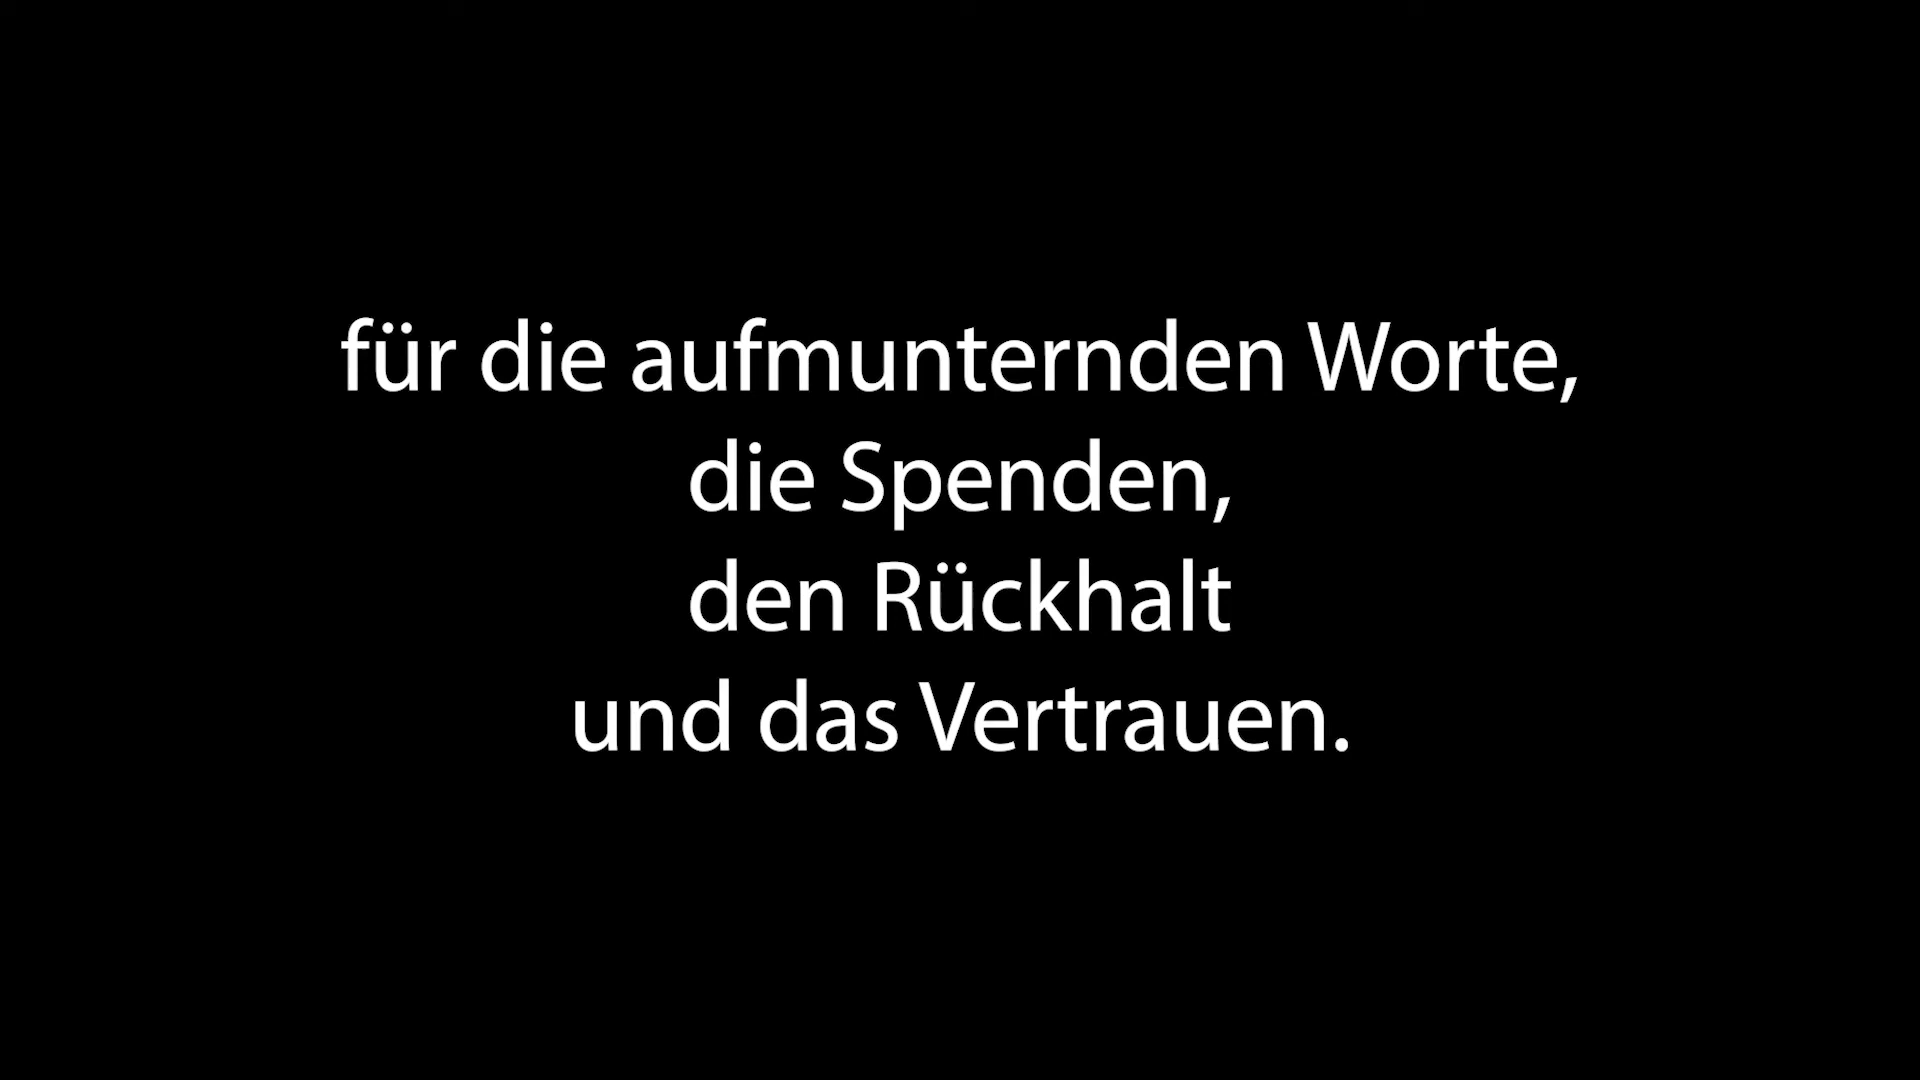 für die aufmunternden Worte,
die Spenden,
den Rückhalt
und das Vertrauen.